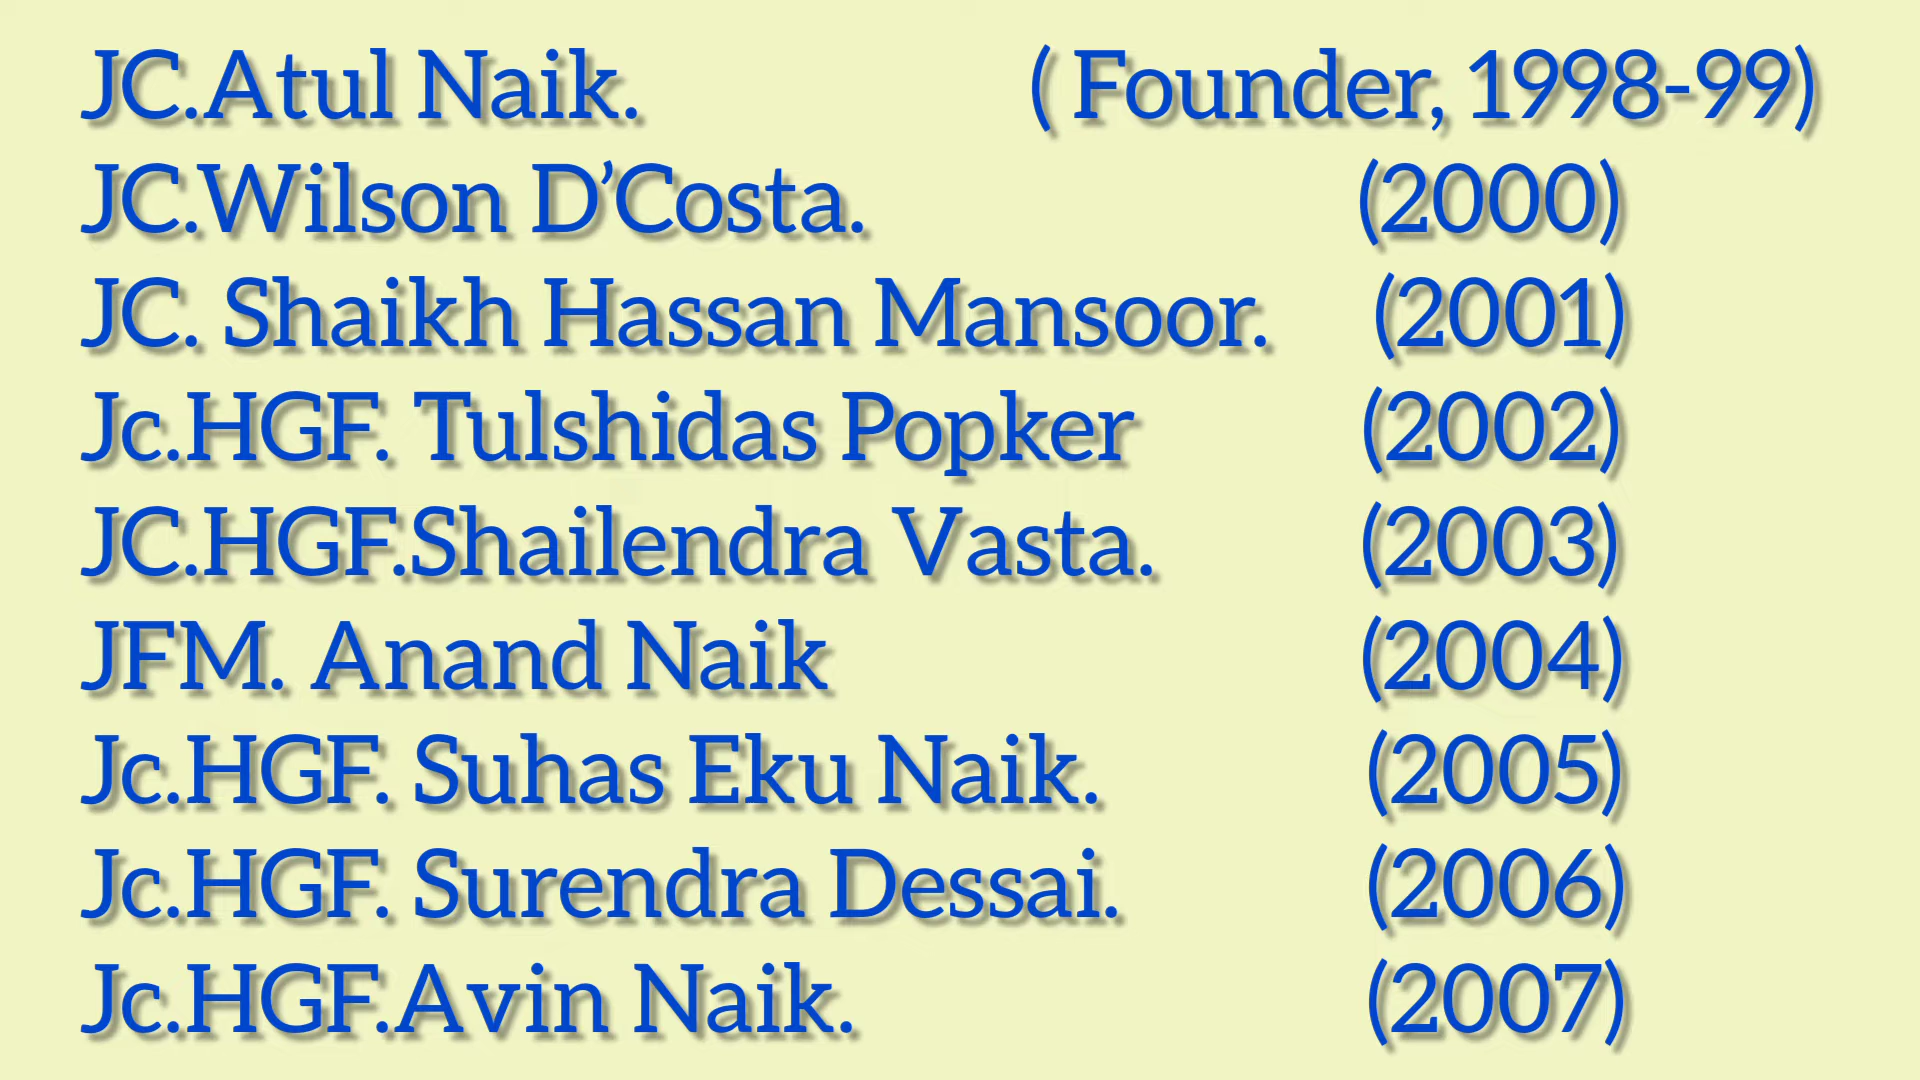 JC.Atul Naik. ( Founder, 1998-99)
JC.Wilson D’Costa. (2000)
JC. Shaikh Hassan Mansoor. (2001)
Jc.HGF. Tulshidas Popker (2002)
JC.HGF.Shailendra Vasta. (2003)
JFM. Anand Naik (2004)
Jc.HGF. Suhas Eku Naik. (2005)
Jc.HGF. Surendra Dessai. (2006)
Jc.HGF.Avin Naik. (2007)